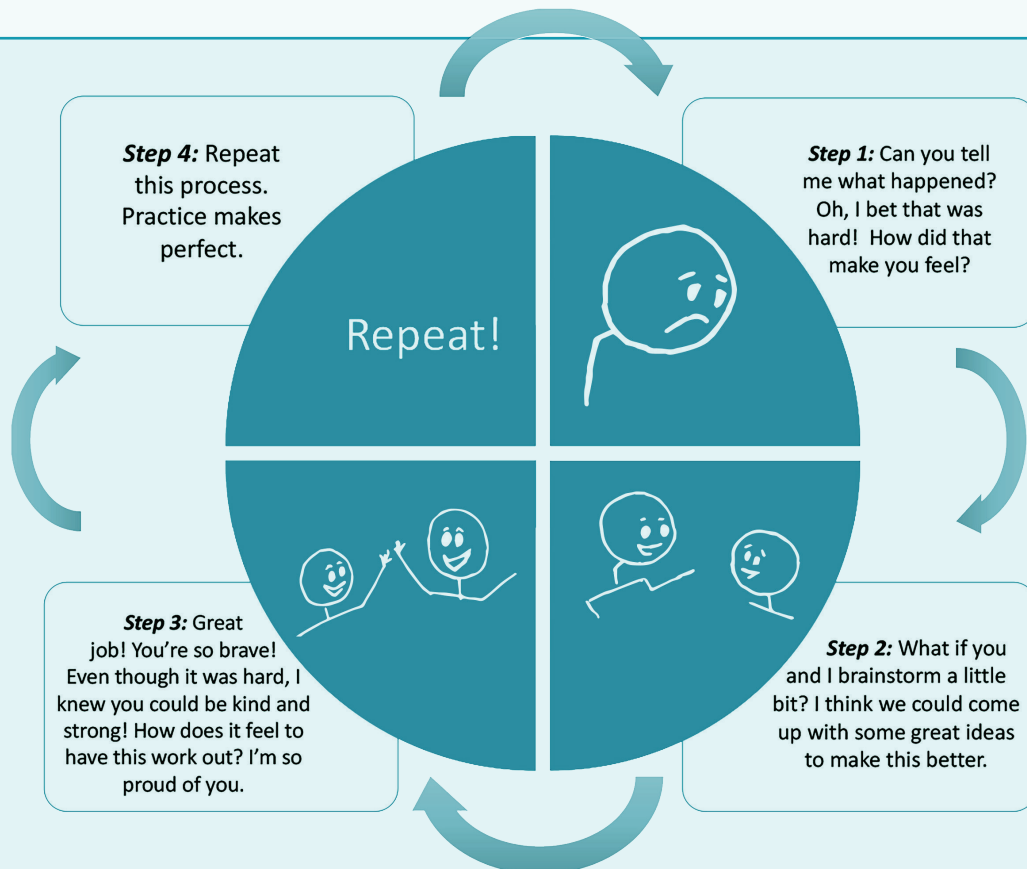 Step 1: Can you tell
me what happened?
Oh, I bet that was
hard!  How did that
make you feel?
Step 2: What if you
and I brainstorm a little
bit? I think we could come
up with some great ideas
to make this better.
Step 3: Great
job! You're so brave!
Even though it was hard, I
knew you could be kind and
strong! How does it feel to
have this work out? I'm so
proud of you.
Step 4: Repeat
this process.
Practice makes
perfect.
Repeat!